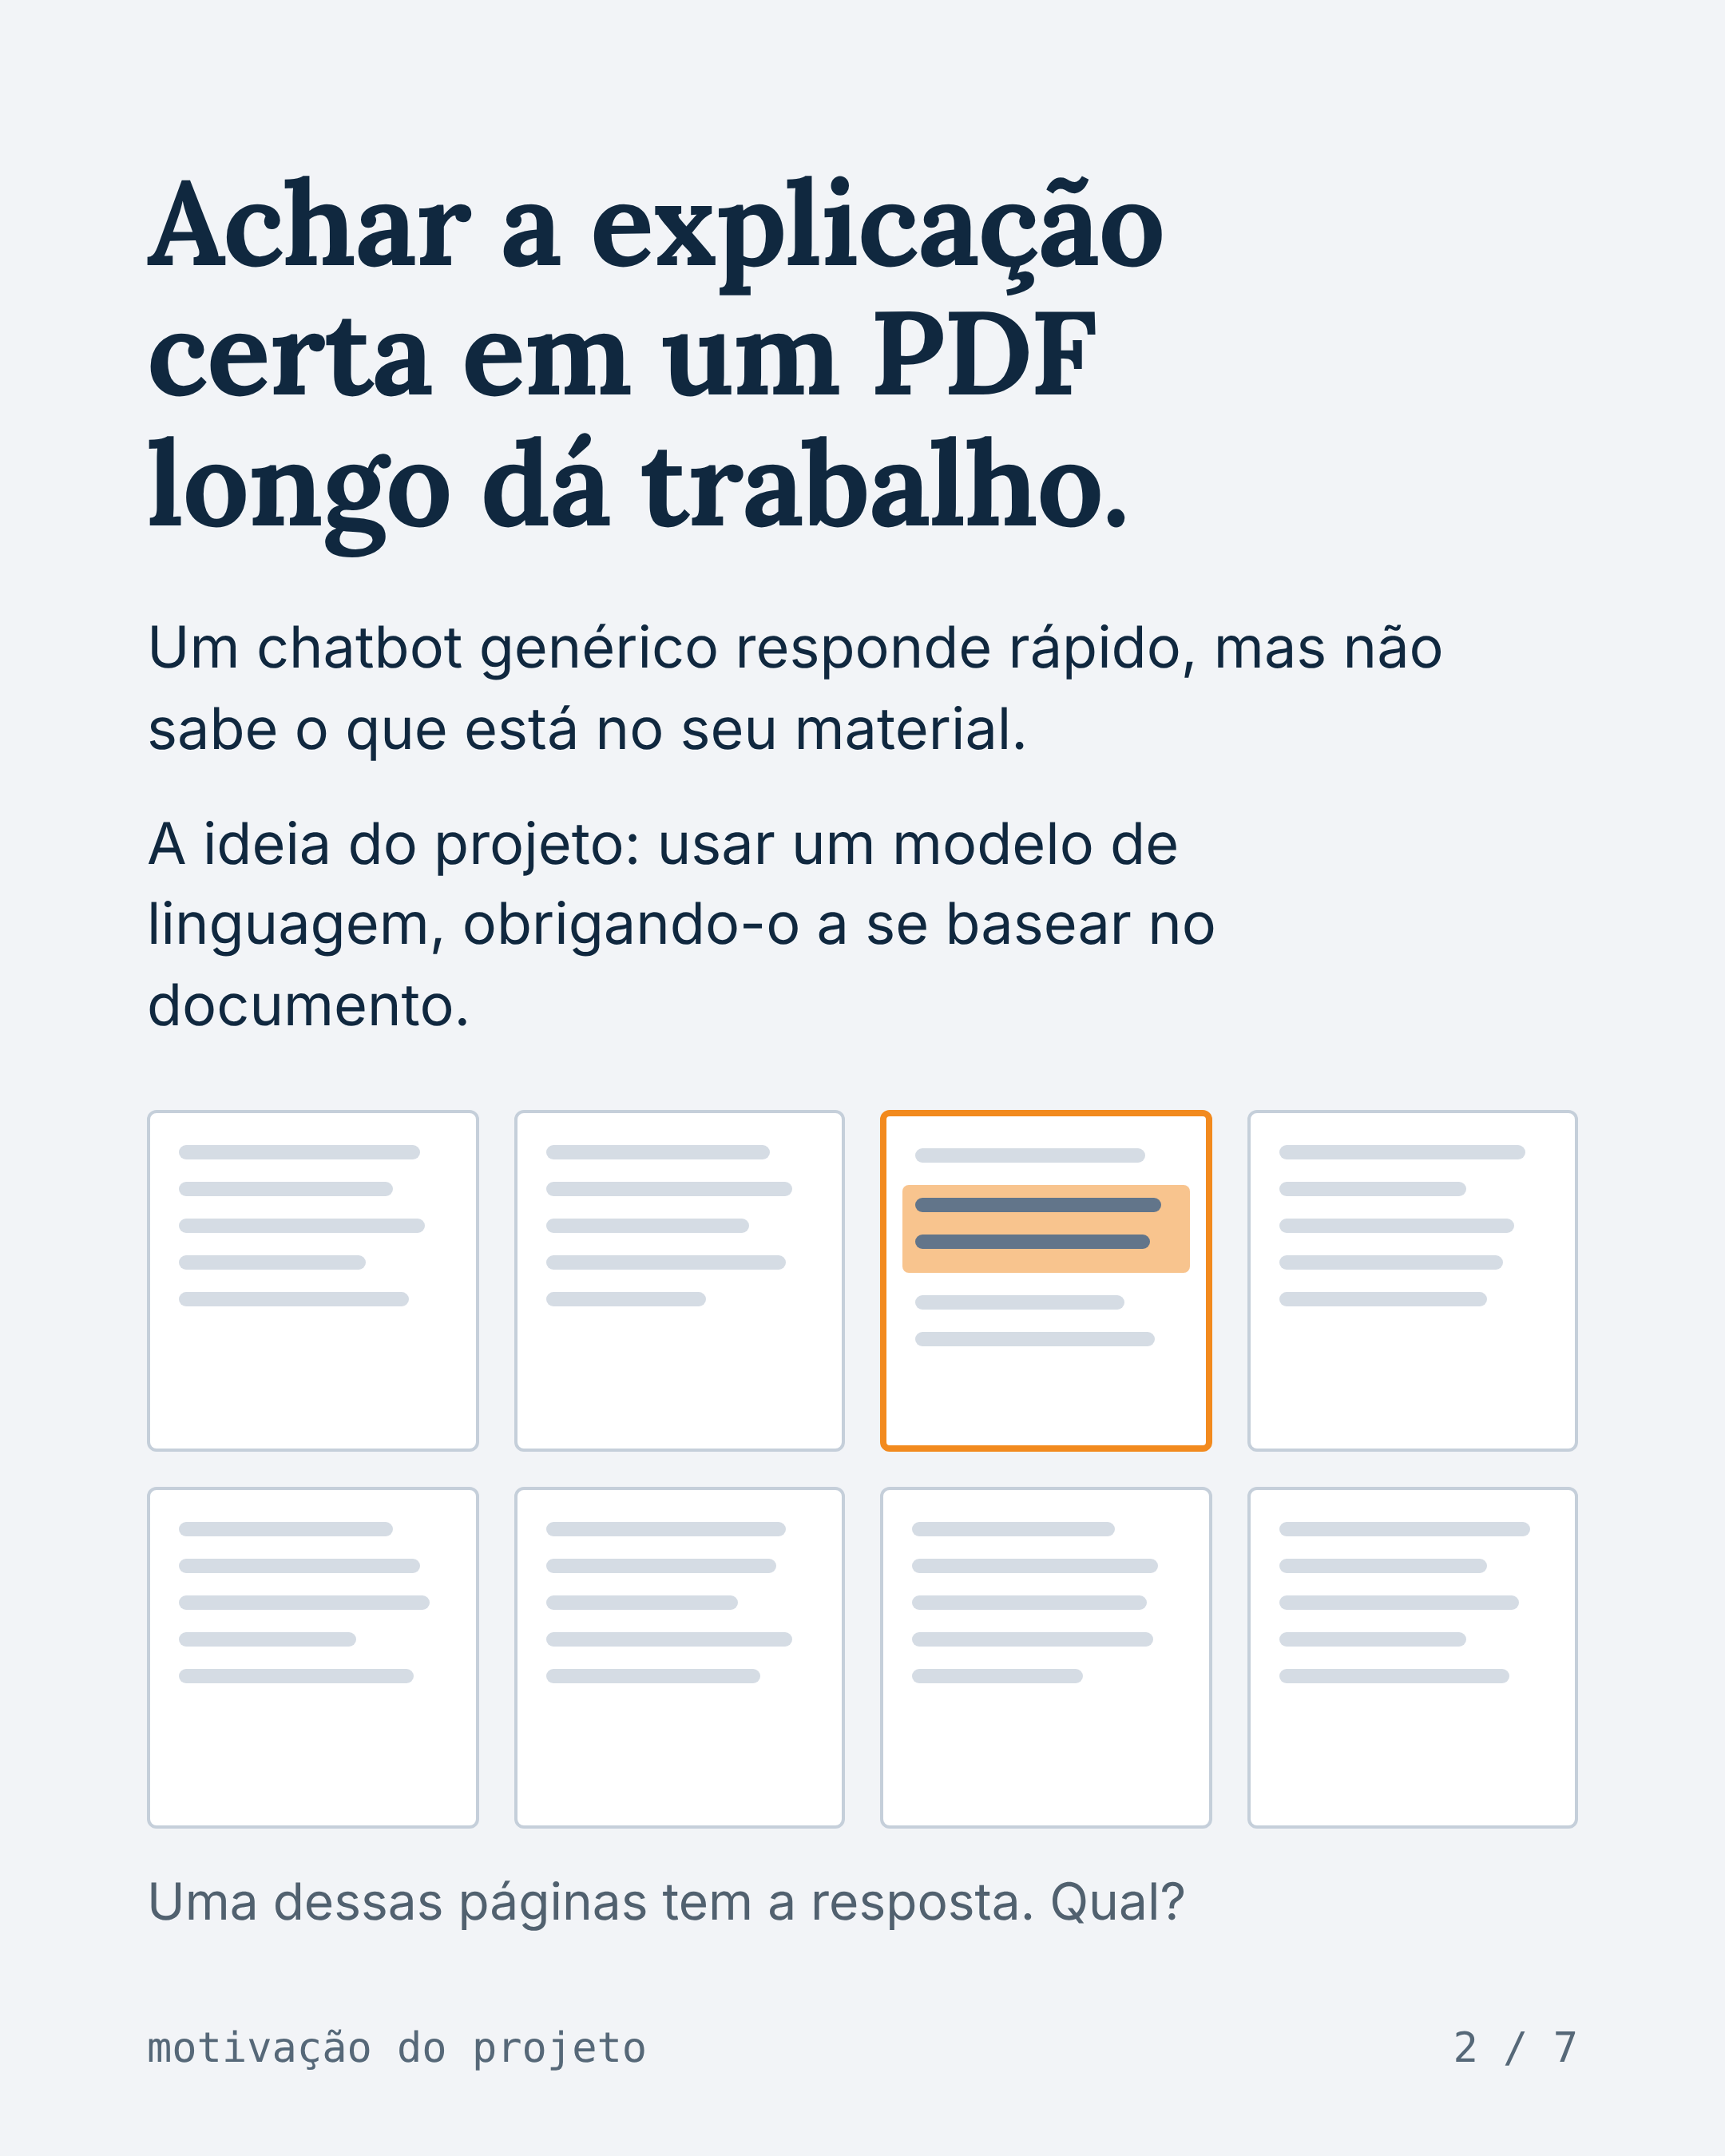 Achar a explicação
certa em um PDF
longo dá trabalho.
Um chatbot genérico responde rápido, mas não
sabe o que está no seu material.
A ideia do projeto: usar um modelo de
linguagem, obrigando-o a se basear no
documento.
Uma dessas páginas tem a resposta. Qual?
motivação do projeto
2 / 7